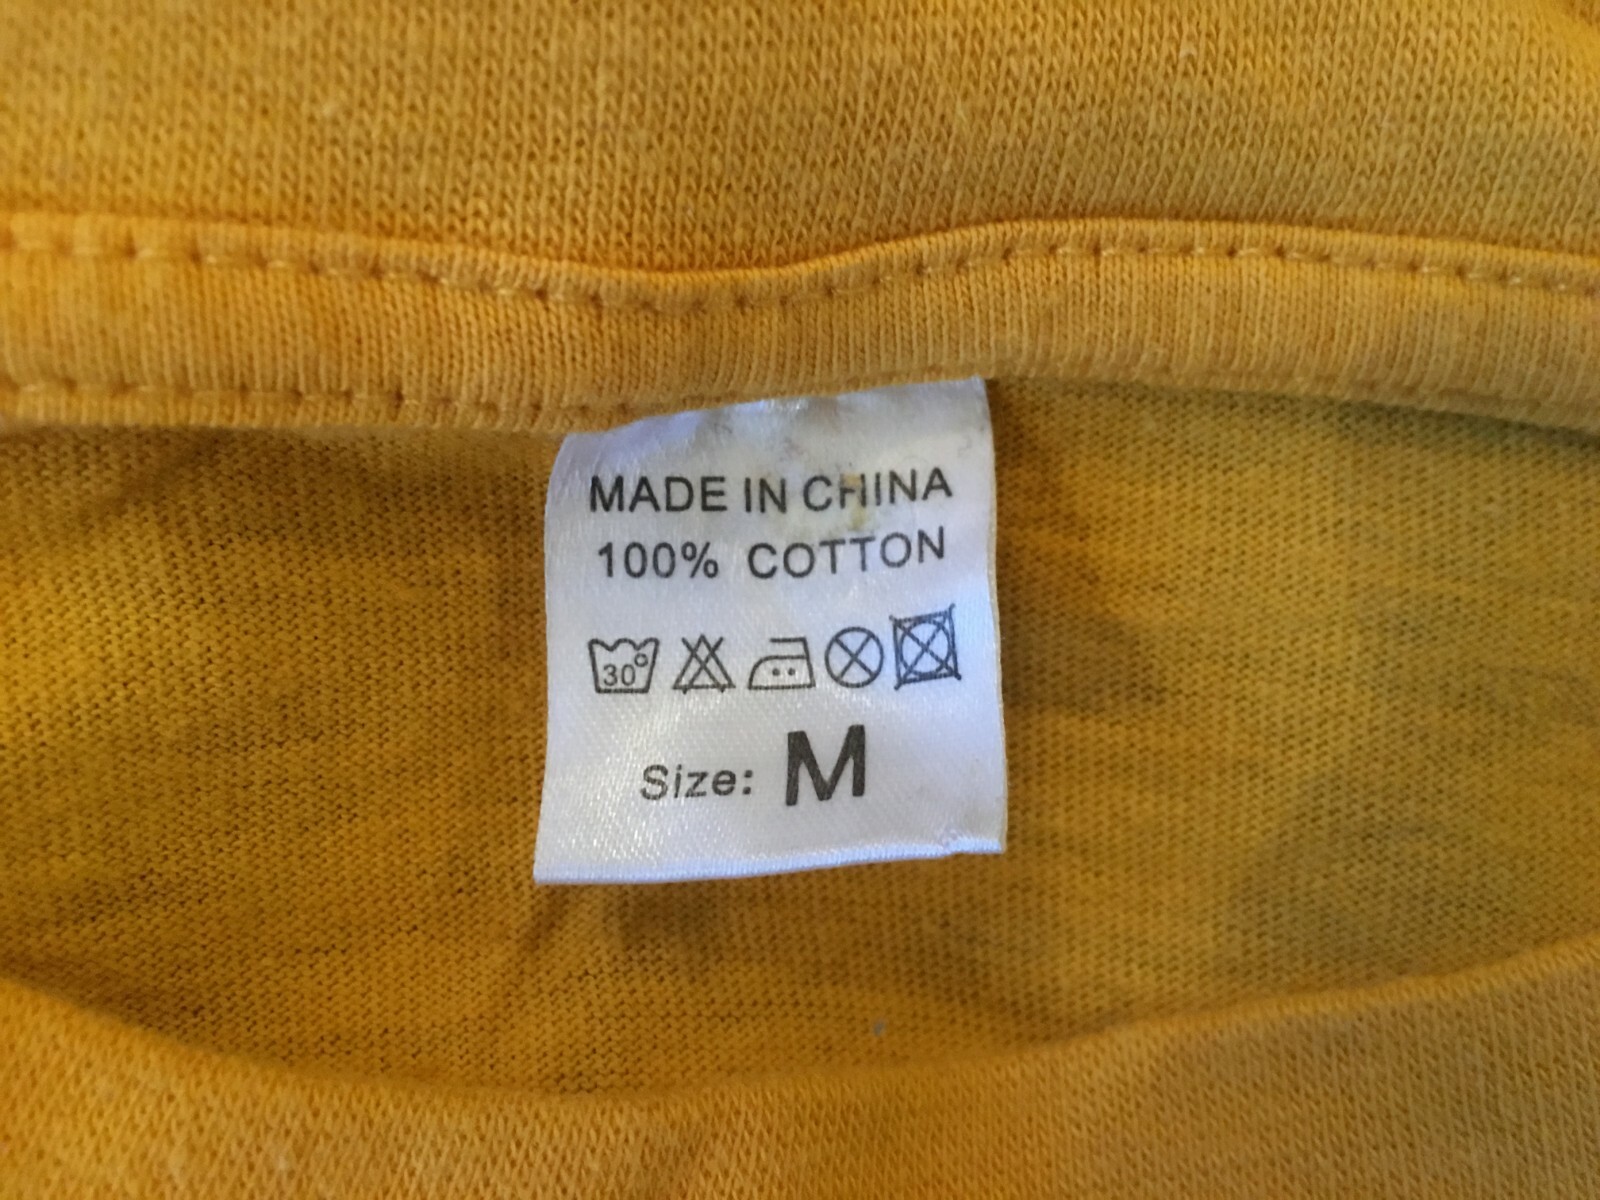 MADE IN CHINA
100% COTTON
30°
Size: M